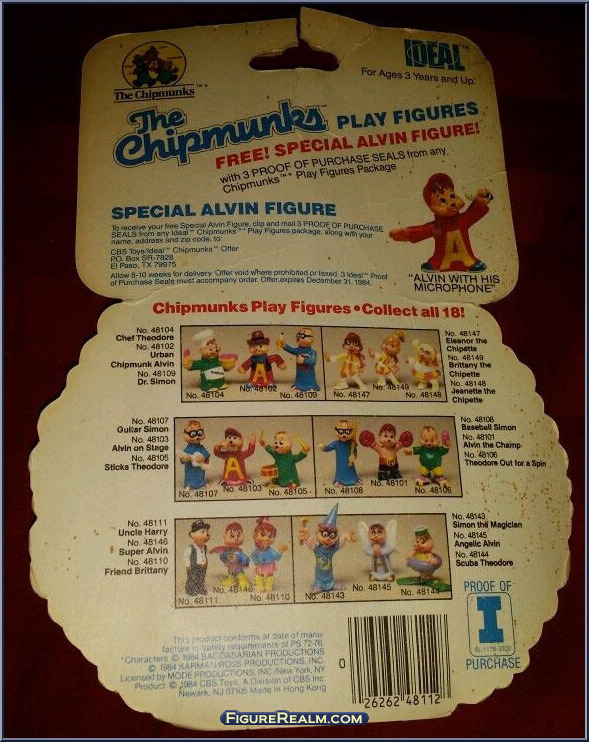 The Chipmunks™*
IDEAL™
For Ages 3 Years and Up.
The
Chipmunks™ PLAY FIGURES
FREE! SPECIAL ALVIN FIGURE!
with 3 PROOF OF PURCHASE SEALS from any
Chipmunks™* Play Figures Package
SPECIAL ALVIN FIGURE
To receive your free Special Alvin Figure, clip and mail 3 PROOF OF PURCHASE
SEALS from any Ideal™ Chipmunks™* Play Figures package, along with your
name, address and zip code, to:
CBS Toys/Ideal™ Chipmunks™* Offer
P.O. Box SR-7828
El Paso, TX 79975
Allow 8-10 weeks for delivery. Offer void where prohibited or taxed. 3 Ideal™ Proof
of Purchase Seals must accompany order. Offer expires December 31, 1984.
"ALVIN WITH HIS
MICROPHONE"
Chipmunks Play Figures • Collect all 18!
No. 48104
Chef Theodore
No. 48102
Urban
Chipmunk Alvin
No. 48109
Dr. Simon
No. 48104 No. 48102 No. 48109 No. 48147 No. 48149 No. 48148
No. 48147
Eleanor the
Chipette
No. 48149
Brittany the
Chipette
No. 48148
Jeanette the
Chipette
No. 48107
Guitar Simon
No. 48103
Alvin on Stage
No. 48105
Sticks Theodore
No. 48107 No. 48103 No. 48105 No. 48108 No. 48101 No. 48106
No. 48108
Baseball Simon
No. 48101
Alvin the Champ
No. 48106
Theodore Out for a Spin
No. 48111
Uncle Harry
No. 48146
Super Alvin
No. 48110
Friend Brittany
No. 48111 No. 48146 No. 48110 No. 48143 No. 48145 No. 48144
No. 48143
Simon the Magician
No. 48145
Angelic Alvin
No. 48144
Scuba Theodore
This product conforms at date of manu-
facture to safety requirements of PS 72-76.
*Characters © 1984 BAGDASARIAN PRODUCTIONS
© 1984 KARMAN/ROSS PRODUCTIONS, INC.
Licensed by MODE PRODUCTIONS, INC/New York, NY
Product © 1984 CBS Toys, A Division of CBS Inc.
Newark, NJ 07105 Made in Hong Kong
PROOF OF
I
PURCHASE
0 26262 48112
FIGUREREALM.COM